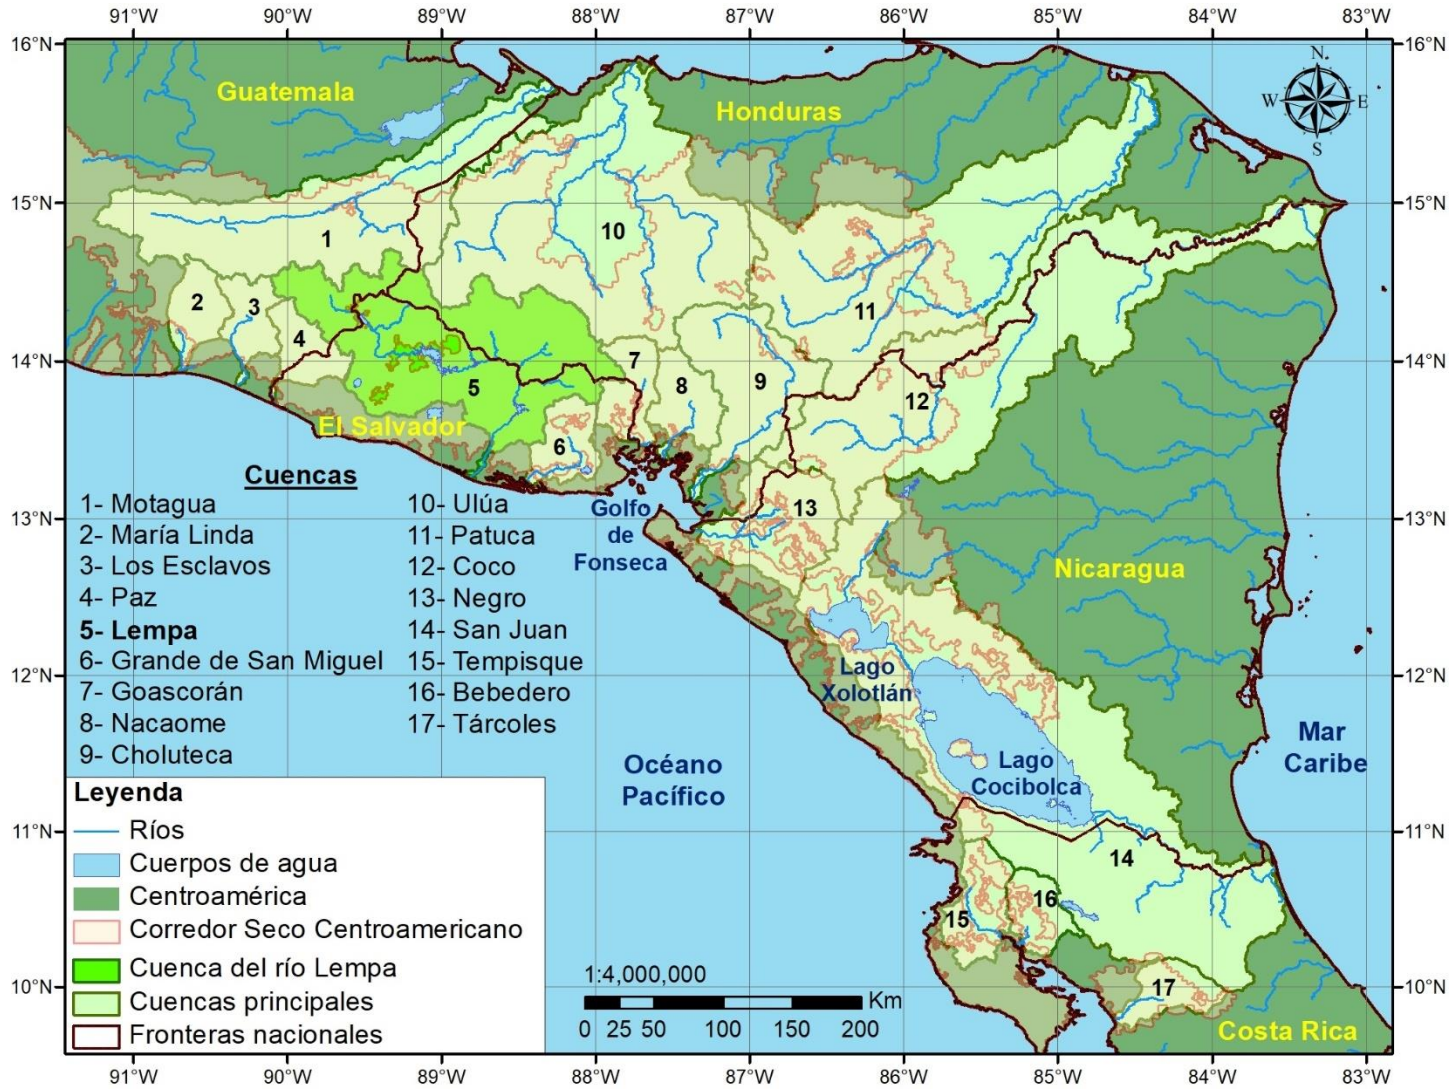 91°W 90°W 89°W 88°W 87°W 86°W 85°W 84°W 83°W
16°N 16°N
N
W E
S
Guatemala
Honduras
15°N 15°N
10
1
11
2 3 4
14°N 14°N
7
8 9
5
12
El Salvador
6
Cuencas
1- Motagua
2- María Linda
3- Los Esclavos
4- Paz
5- Lempa
6- Grande de San Miguel
7- Goascorán
8- Nacaome
9- Choluteca
10- Ulúa
11- Patuca
12- Coco
13- Negro
14- San Juan
15- Tempisque
16- Bebedero
17- Tárcoles
Golfo
de
Fonseca
13
13°N 13°N
Nicaragua
12°N 12°N
Lago
Xolotlán
Lago
Cocibolca
Mar
Caribe
Océano
Pacífico
11°N 11°N
14
16
15
17
10°N 10°N
Costa Rica
Leyenda
Ríos
Cuerpos de agua
Centroamérica
Corredor Seco Centroamericano
Cuenca del río Lempa
Cuencas principales
Fronteras nacionales
1:4,000,000
Km
0 25 50 100 150 200
91°W 90°W 89°W 88°W 87°W 86°W 85°W 84°W 83°W